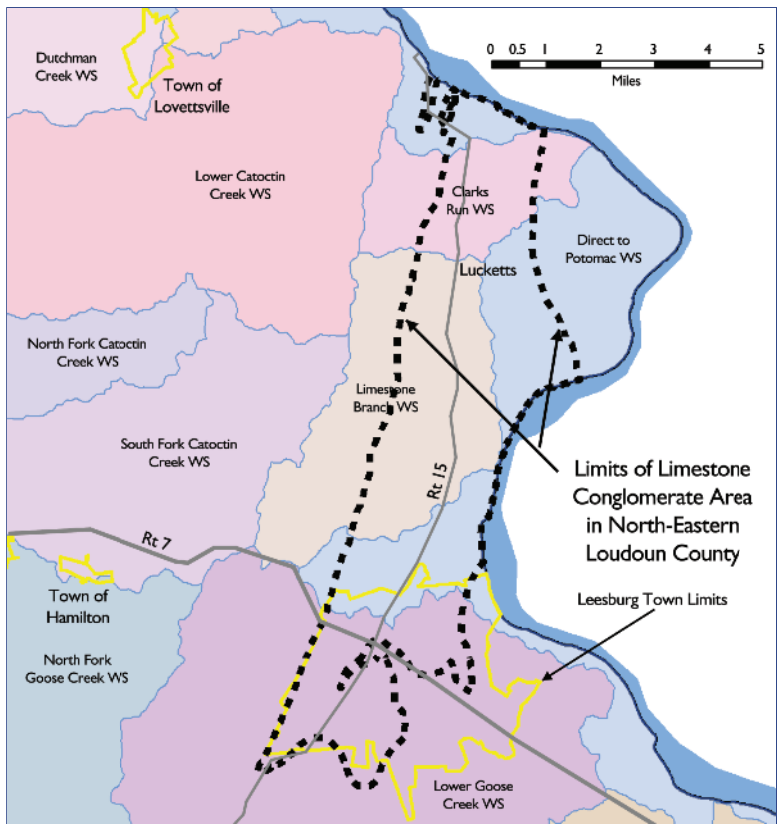 Dutchman
Creek WS
Town of
Lovettsville
0 0.5 1 2 3 4 5
Miles
Lower Catoctin
Creek WS
Clarks
Run WS
Direct to
Potomac WS
Lucketts
North Fork Catoctin
Creek WS
Limestone
Branch WS
South Fork Catoctin
Creek WS
Rt 15
Limits of Limestone
Conglomerate Area
in North-Eastern
Loudoun County
Rt 7
Town of
Hamilton
Leesburg Town Limits
North Fork
Goose Creek WS
Lower Goose
Creek WS